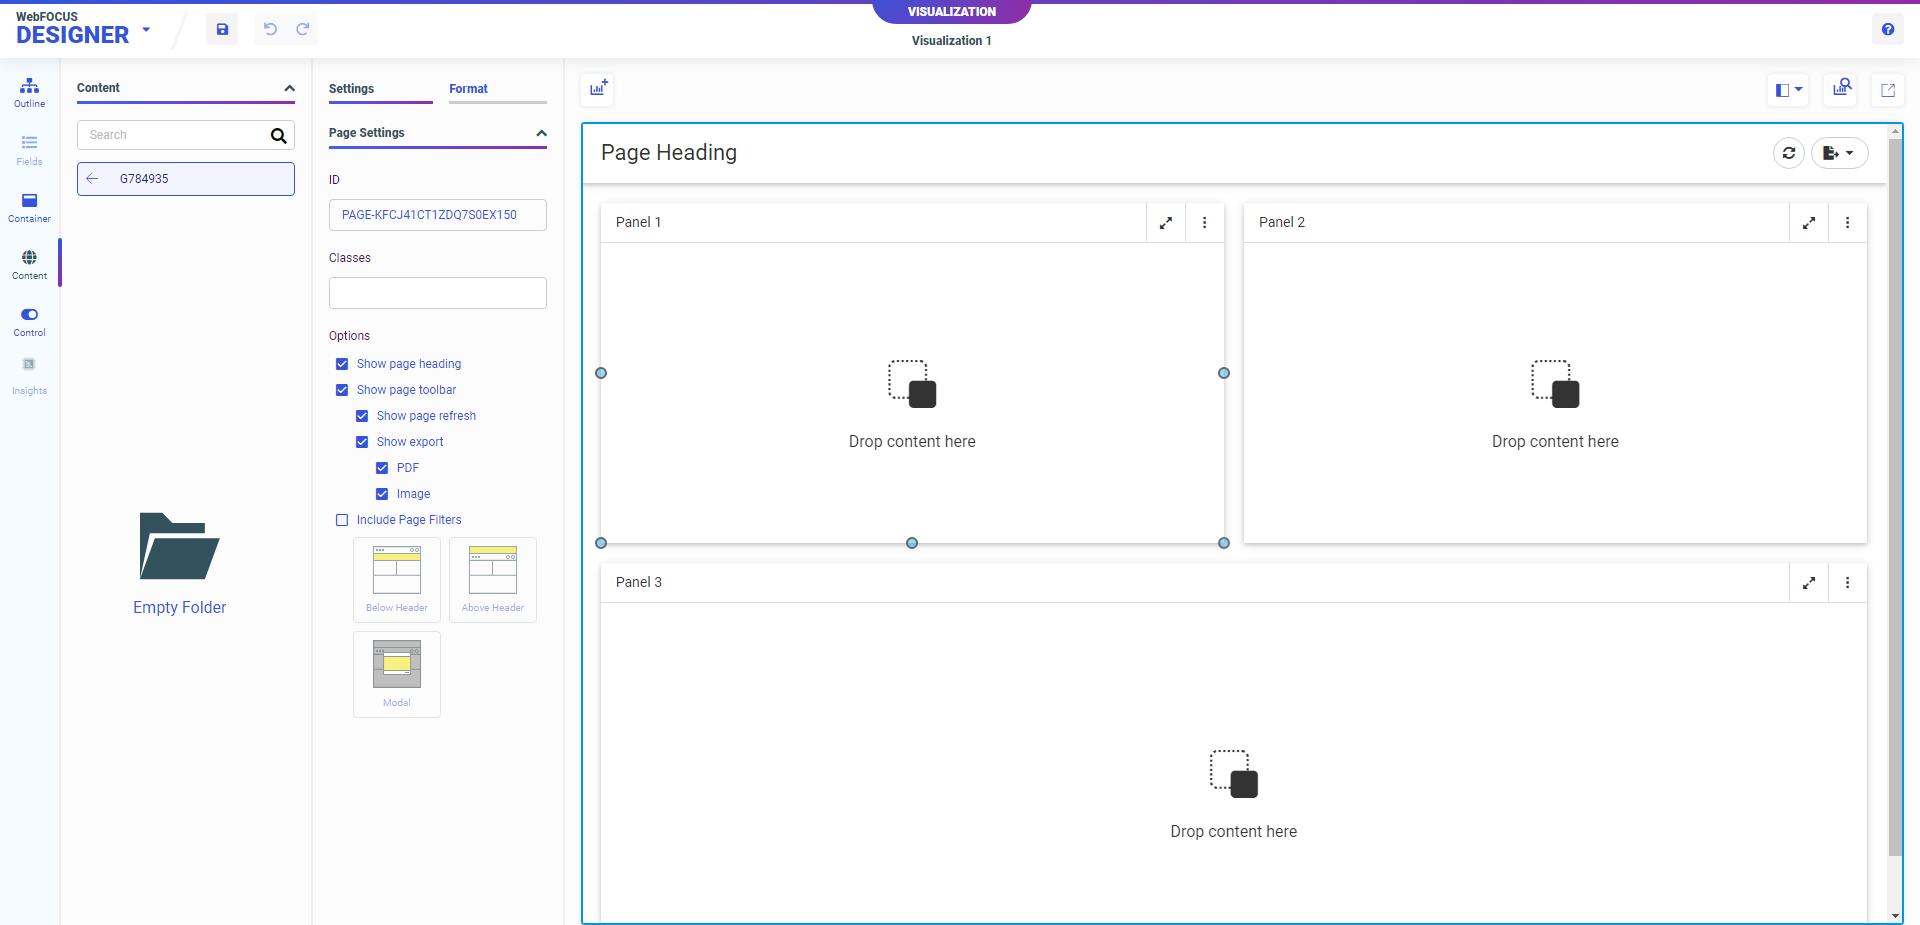 WebFOCUS
DESIGNER
VISUALIZATION
Visualization 1
Outline
Fields
Container
Content
Control
Insights
Content
Search
G784935
Empty Folder
Settings
Format
Page Settings
ID
PAGE-KFCJ41CT1ZDQ7S0EX150
Classes
Options
Show page heading
Show page toolbar
Show page refresh
Show export
PDF
Image
Include Page Filters
Below Header
Above Header
Modal
Page Heading
Panel 1
Drop content here
Panel 2
Drop content here
Panel 3
Drop content here